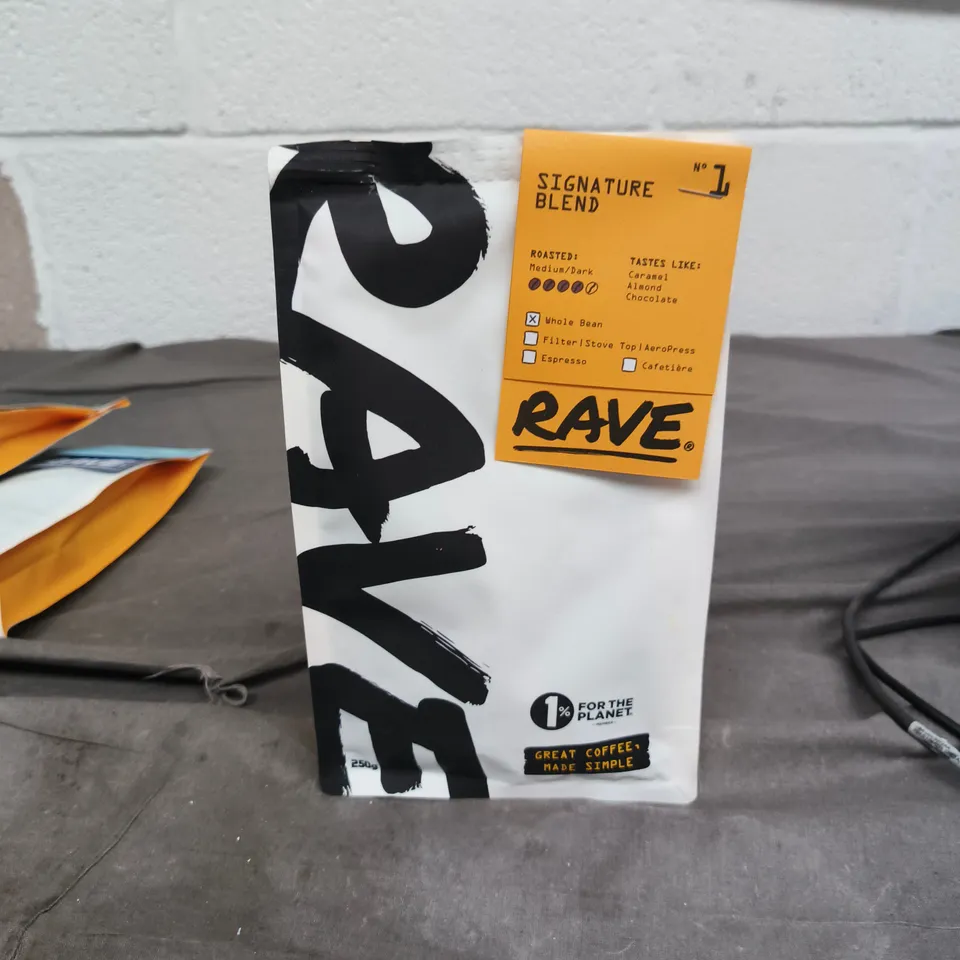 RAVE
Nº 1
SIGNATURE
BLEND
ROASTED:
Medium/Dark
TASTES LIKE:
Caramel
Almond
Chocolate
X Whole Bean
Filter|Stove Top|AeroPress
Espresso
Cafetière
RAVE®
1%
FOR THE
PLANET
250g
GREAT COFFEE,
MADE SIMPLE